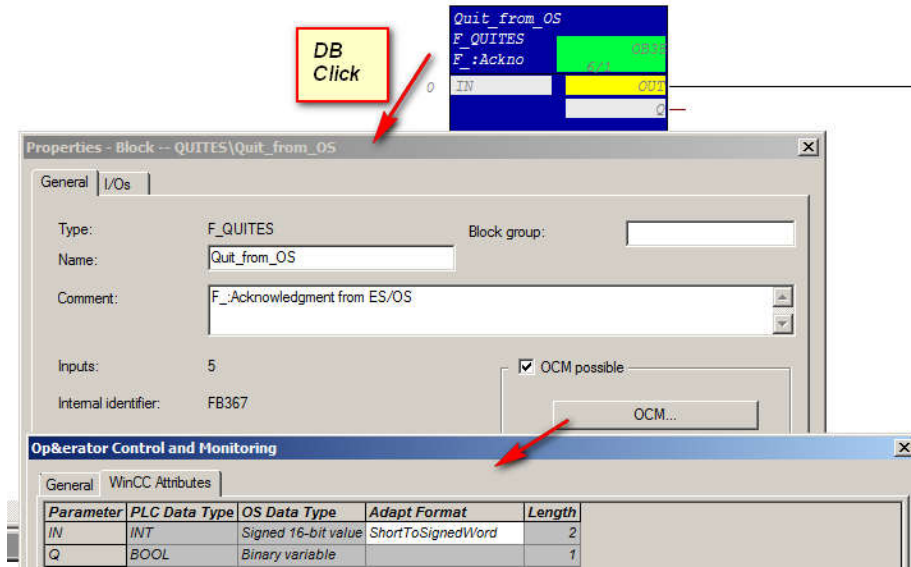 Quit_from_OS
F_QUITES
F_:Ackno
OB35
6/1
0 IN OUT
Q
DB
Click
Properties - Block -- QUITES\Quit_from_OS
General I/Os
Type: F_QUITES Block group:
Name: Quit_from_OS
Comment: F_:Acknowledgment from ES/OS
Inputs: 5 OCM possible
Internal identifier: FB367 OCM...
Op&erator Control and Monitoring
General WinCC Attributes
Parameter PLC Data Type OS Data Type Adapt Format Length
IN INT Signed 16-bit value ShortToSignedWord 2
Q BOOL Binary variable 1